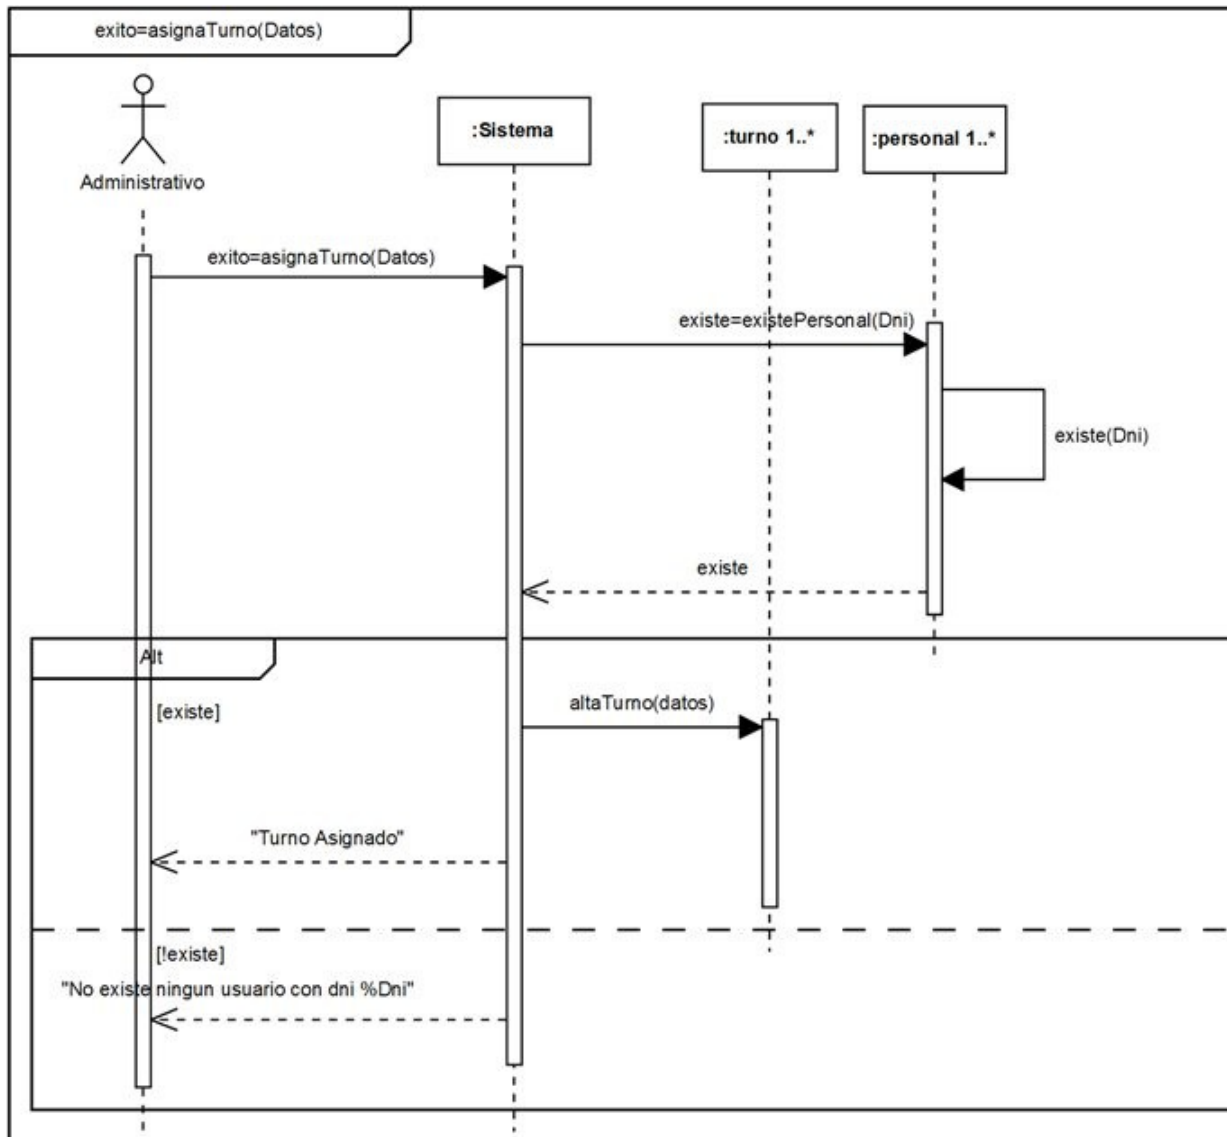 exito=asignaTurno(Datos)
Administrativo
:Sistema
:turno 1..*
:personal 1..*
exito=asignaTurno(Datos)
existe=existePersonal(Dni)
existe(Dni)
existe
Alt
[existe]
altaTurno(datos)
"Turno Asignado"
[!existe]
"No existe ningun usuario con dni %Dni"